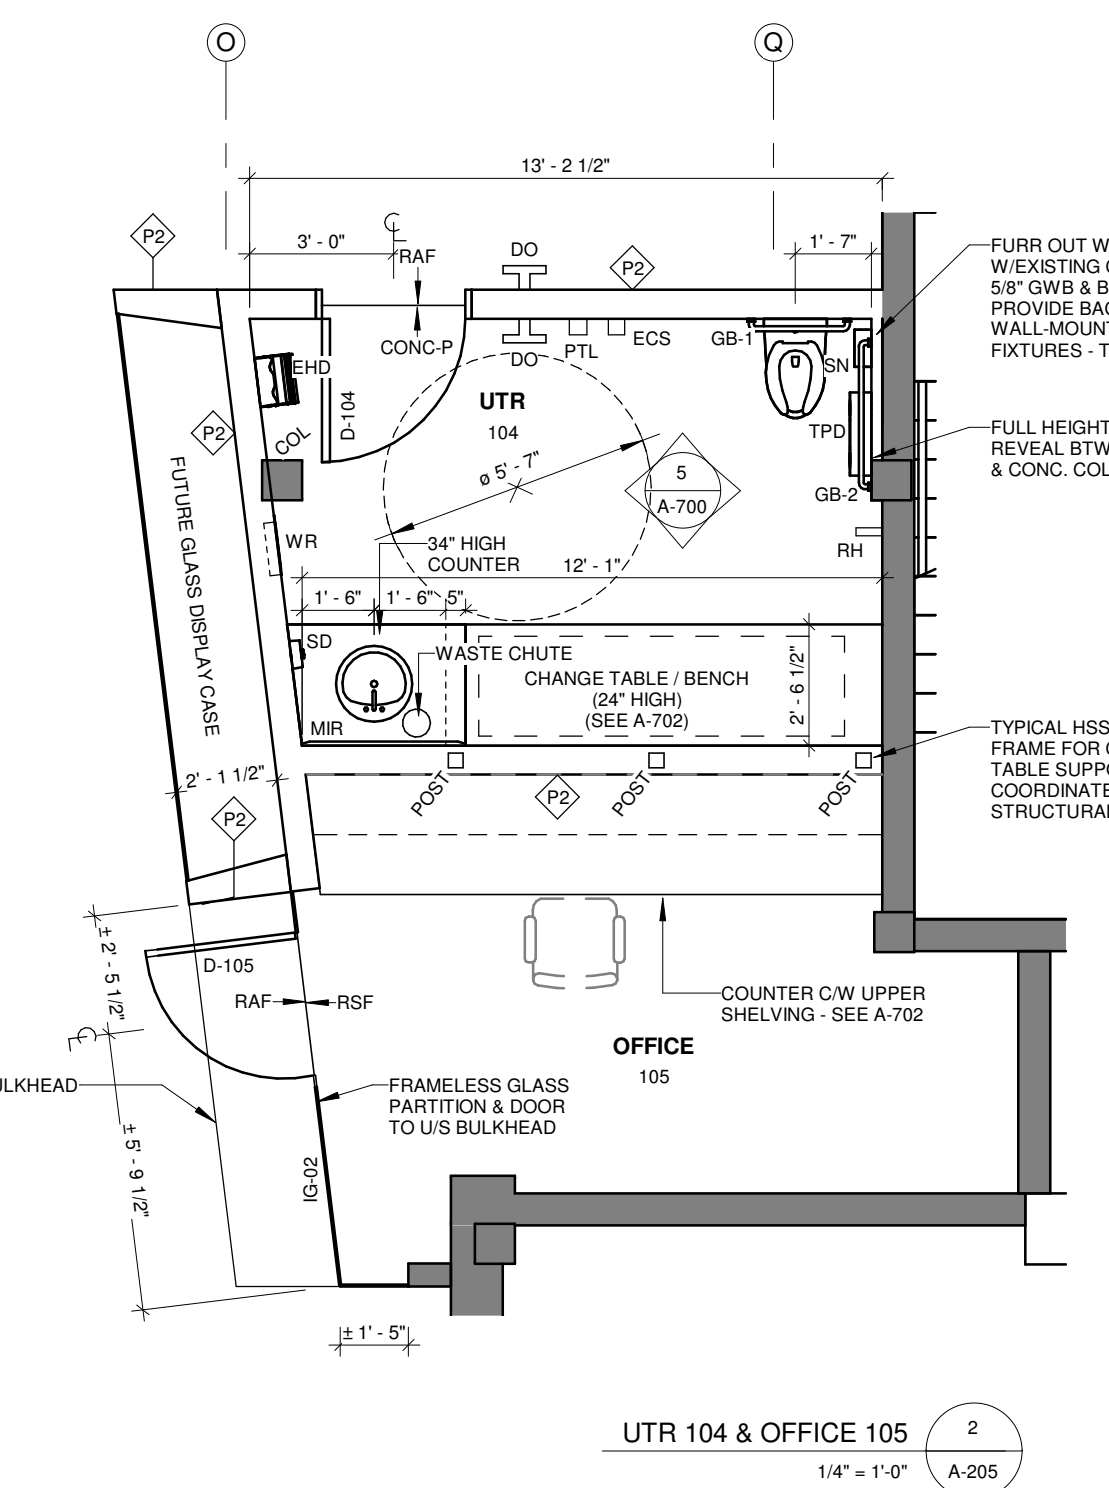 O
Q
13' - 2 1/2"
P2
3' - 0"
RAF
DO
P2
1' - 7"
FURR OUT W
W/EXISTING
5/8" GWB & B
PROVIDE BAC
WALL-MOUNT
FIXTURES - T
CONC-P
DO
PTL
ECS
GB-1
SN
EHD
D-104
UTR
104
P2
COL
TPD
FULL HEIGHT
REVEAL BTW
& CONC. COL
FUTURE GLASS DISPLAY CASE
ø 5' - 7"
5
A-700
GB-2
WR
34" HIGH
COUNTER
RH
12' - 1"
1' - 6"
1' - 6"
5"
SD
WASTE CHUTE
CHANGE TABLE / BENCH
(24" HIGH)
(SEE A-702)
2' - 6 1/2"
MIR
TYPICAL HSS
FRAME FOR
TABLE SUPPO
COORDINATE
STRUCTURAL
2' - 1 1/2"
POST
P2
POST
POST
P2
± 2' - 5 1/2"
D-105
RAF
RSF
COUNTER C/W UPPER
SHELVING - SEE A-702
OFFICE
105
ULKHEAD
FRAMELESS GLASS
PARTITION & DOOR
TO U/S BULKHEAD
± 5' - 9 1/2"
IG-02
± 1' - 5"
UTR 104 & OFFICE 105
2
1/4" = 1'-0"
A-205